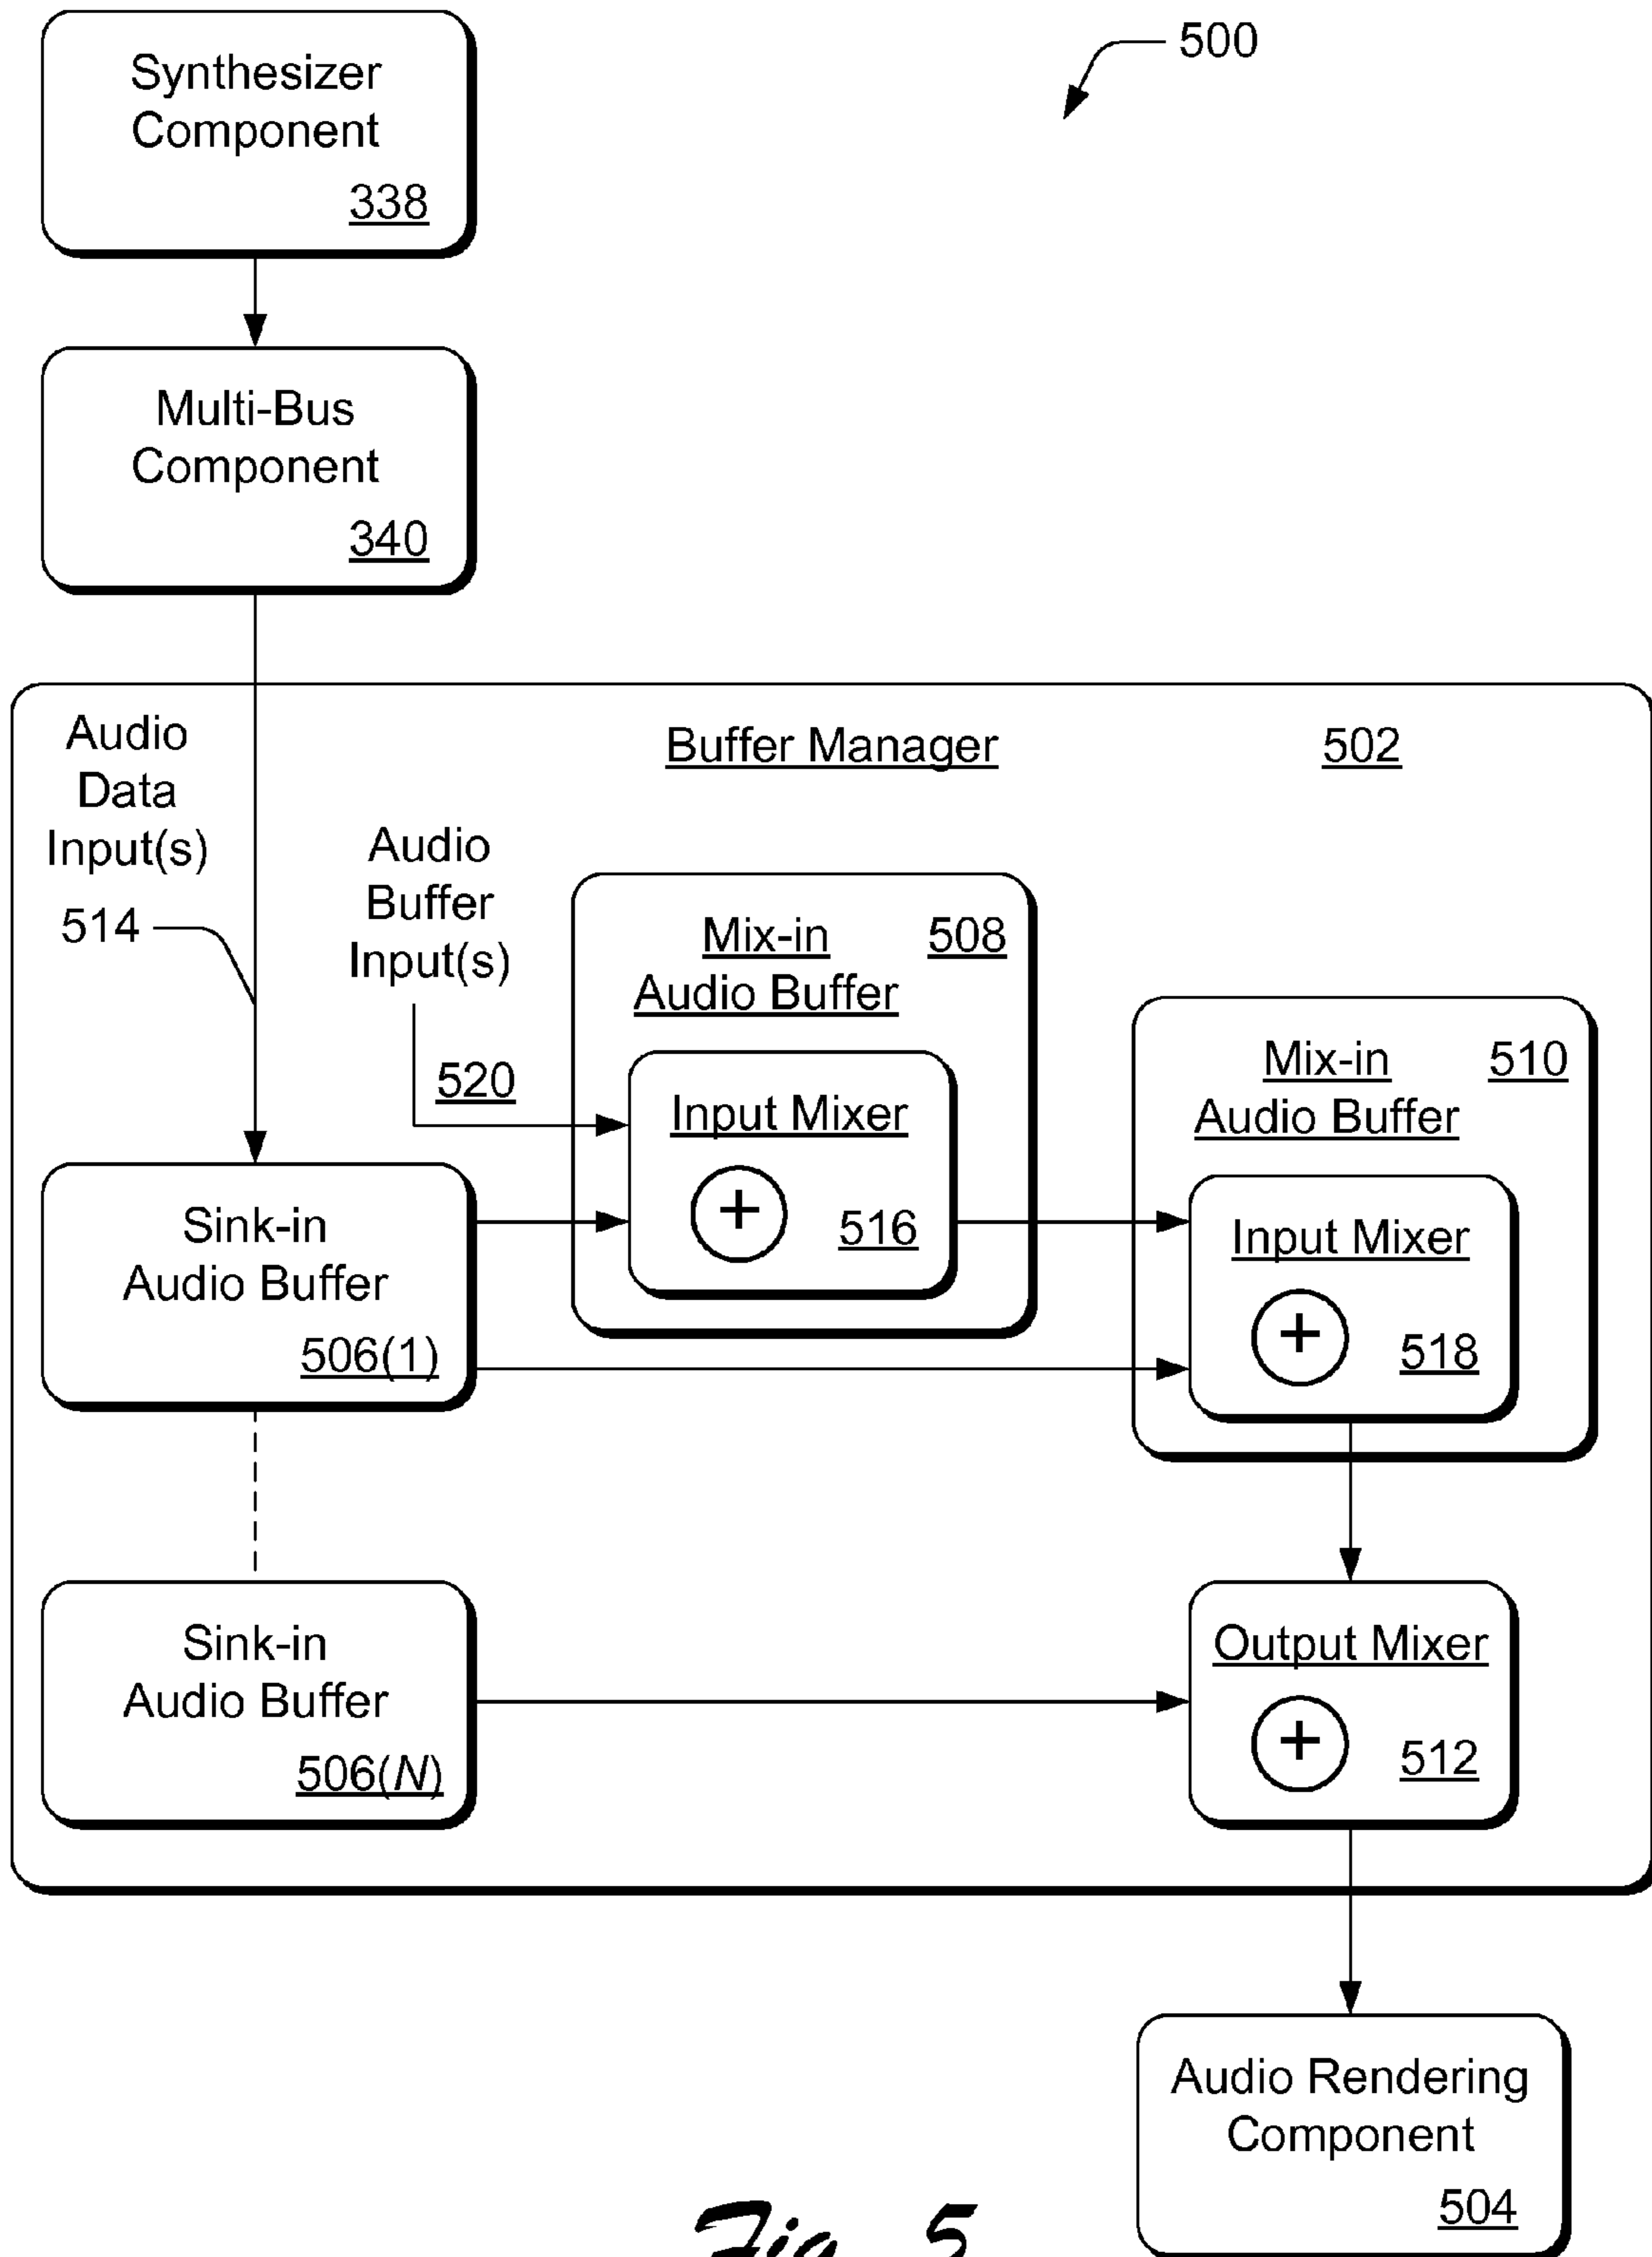 500
Synthesizer
Component
338
Multi-Bus
Component
340
Buffer Manager
502
Audio
Data
Input(s)
514
Audio
Buffer
Input(s)
520
Mix-in
Audio Buffer
508
Input Mixer
+
516
Mix-in
Audio Buffer
510
Input Mixer
+
518
Sink-in
Audio Buffer
506(1)
Sink-in
Audio Buffer
506(N)
Output Mixer
+
512
Audio Rendering
Component
504
Fig. 5